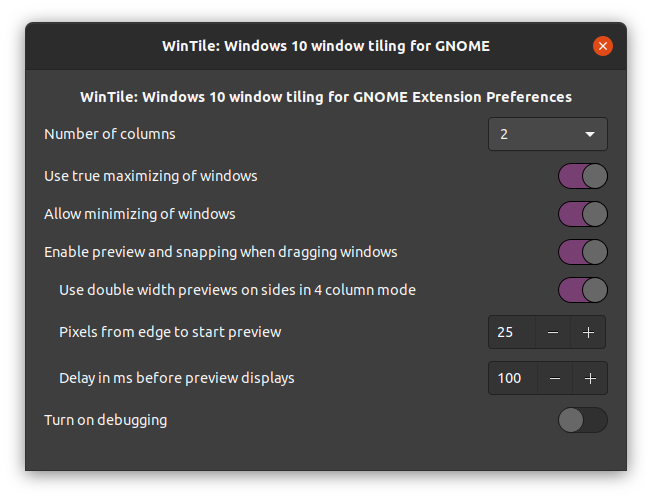 WinTile: Windows 10 window tiling for GNOME
WinTile: Windows 10 window tiling for GNOME Extension Preferences
Number of columns 2
Use true maximizing of windows
Allow minimizing of windows
Enable preview and snapping when dragging windows
Use double width previews on sides in 4 column mode
Pixels from edge to start preview 25 − +
Delay in ms before preview displays 100 − +
Turn on debugging